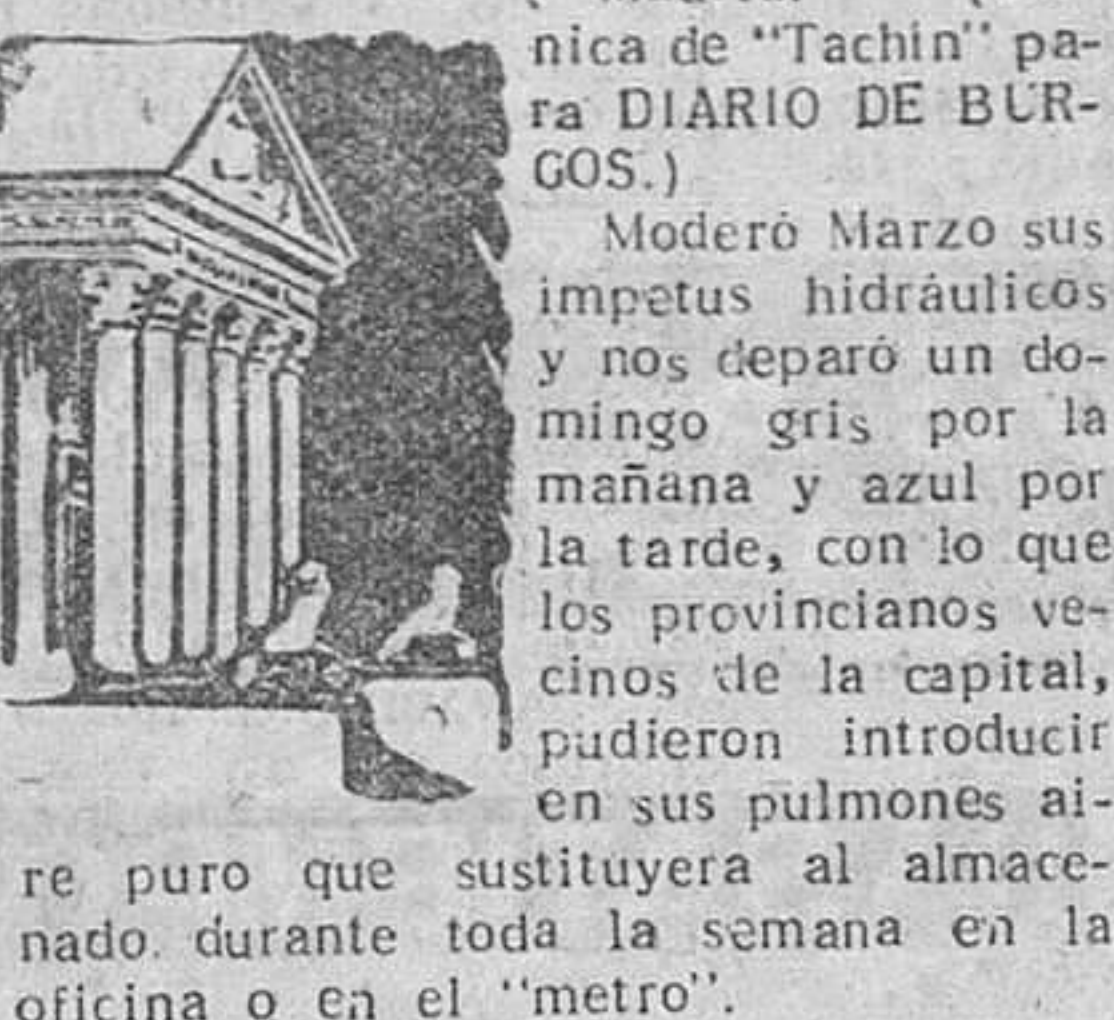 nica de "Tachin" pa-
ra DIARIO DE BUR-
GOS.)
Moderó Marzo sus
impetus hidráulicos
y nos deparó un do-
mingo gris por la
mañana y azul por
la tarde, con lo que
los provincianos ve-
cinos de la capital,
pudieron introducir
en sus pulmones ai-
re puro que sustituyera al almace-
nado. durante toda la semana en la
oficina o en el "metro".